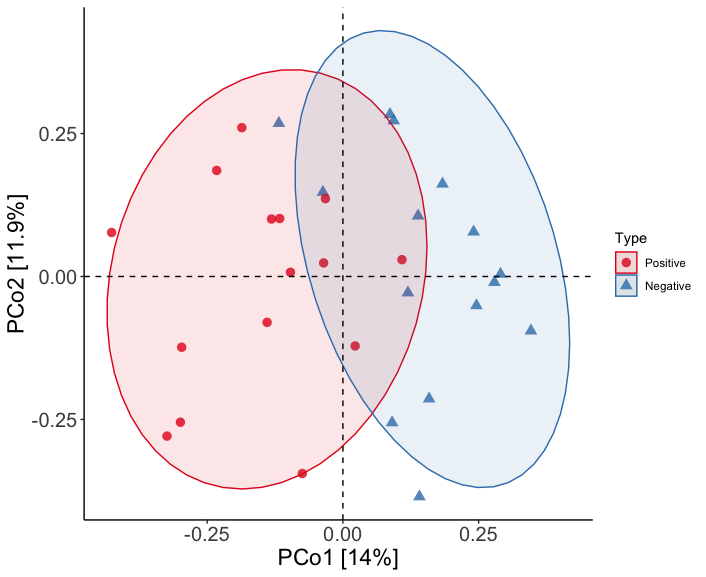 PCo2 [11.9%]
0.25
0.00
-0.25
-0.25
0.00
0.25
PCo1 [14%]
Type
Positive
Negative